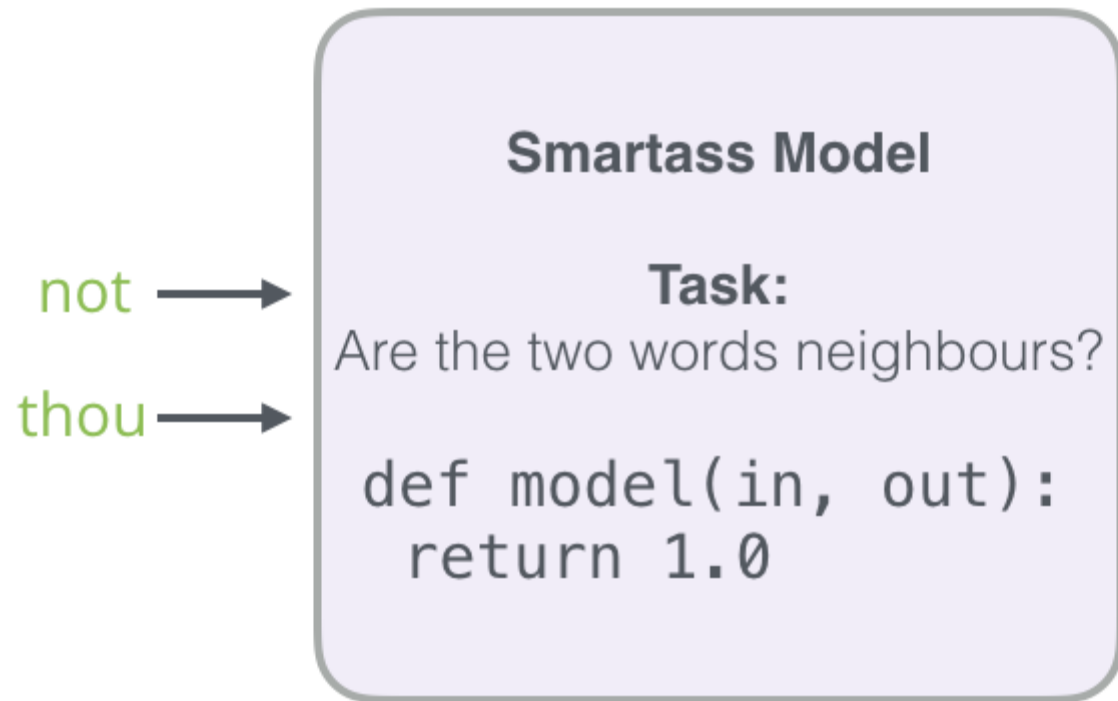 Smartass Model
not
Task:
Are the two words neighbours?
thou
def model(in, out):
return 1.0